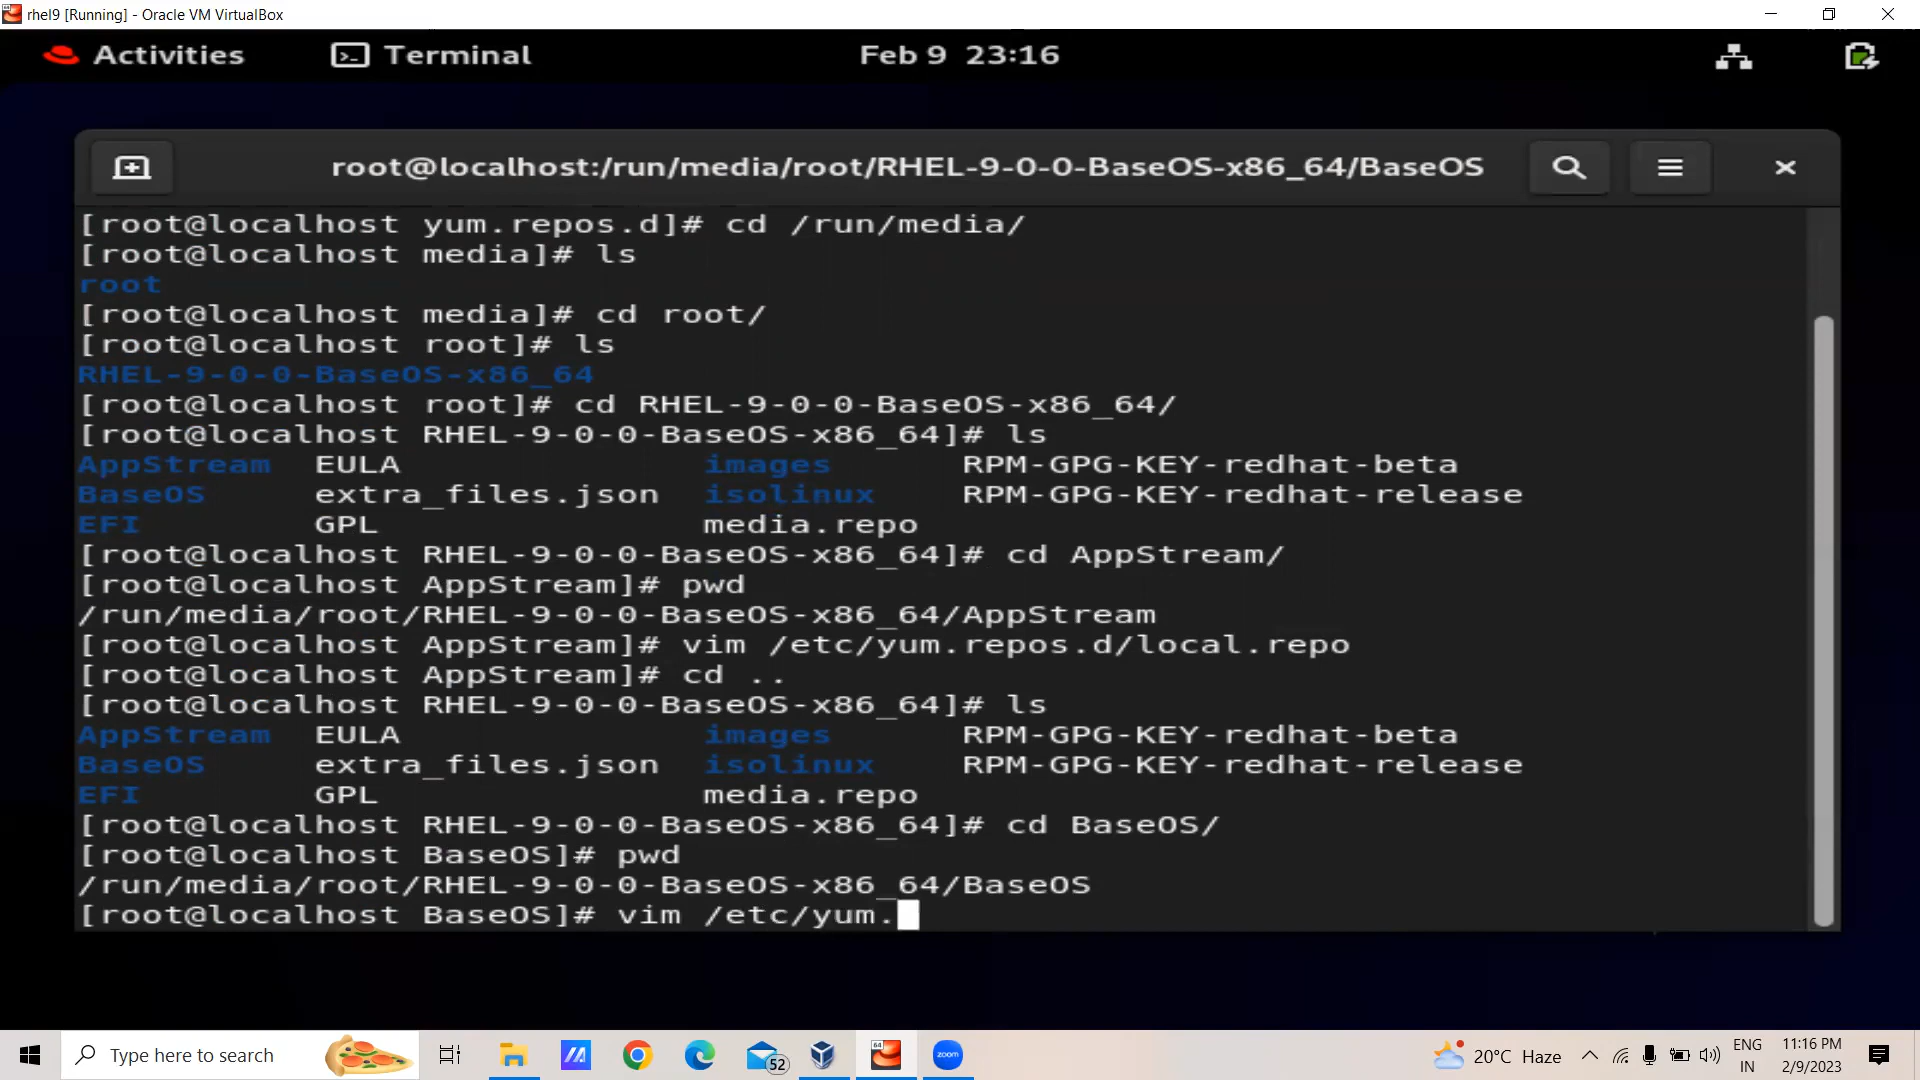 rhel9 [Running] - Oracle VM VirtualBox
Activities Terminal Feb 9 23:16
root@localhost:/run/media/root/RHEL-9-0-0-BaseOS-x86_64/BaseOS
[root@localhost yum.repos.d]# cd /run/media/
[root@localhost media]# ls
root
[root@localhost media]# cd root/
[root@localhost root]# ls
RHEL-9-0-0-BaseOS-x86_64
[root@localhost root]# cd RHEL-9-0-0-BaseOS-x86_64/
[root@localhost RHEL-9-0-0-BaseOS-x86_64]# ls
AppStream EULA images RPM-GPG-KEY-redhat-beta
BaseOS extra_files.json isolinux RPM-GPG-KEY-redhat-release
EFI GPL media.repo
[root@localhost RHEL-9-0-0-BaseOS-x86_64]# cd AppStream/
[root@localhost AppStream]# pwd
/run/media/root/RHEL-9-0-0-BaseOS-x86_64/AppStream
[root@localhost AppStream]# vim /etc/yum.repos.d/local.repo
[root@localhost AppStream]# cd ..
[root@localhost RHEL-9-0-0-BaseOS-x86_64]# ls
AppStream EULA images RPM-GPG-KEY-redhat-beta
BaseOS extra_files.json isolinux RPM-GPG-KEY-redhat-release
EFI GPL media.repo
[root@localhost RHEL-9-0-0-BaseOS-x86_64]# cd BaseOS/
[root@localhost BaseOS]# pwd
/run/media/root/RHEL-9-0-0-BaseOS-x86_64/BaseOS
[root@localhost BaseOS]# vim /etc/yum.
Type here to search 52 64 zoom 20°C Haze ENG 11:16 PM
IN 2/9/2023